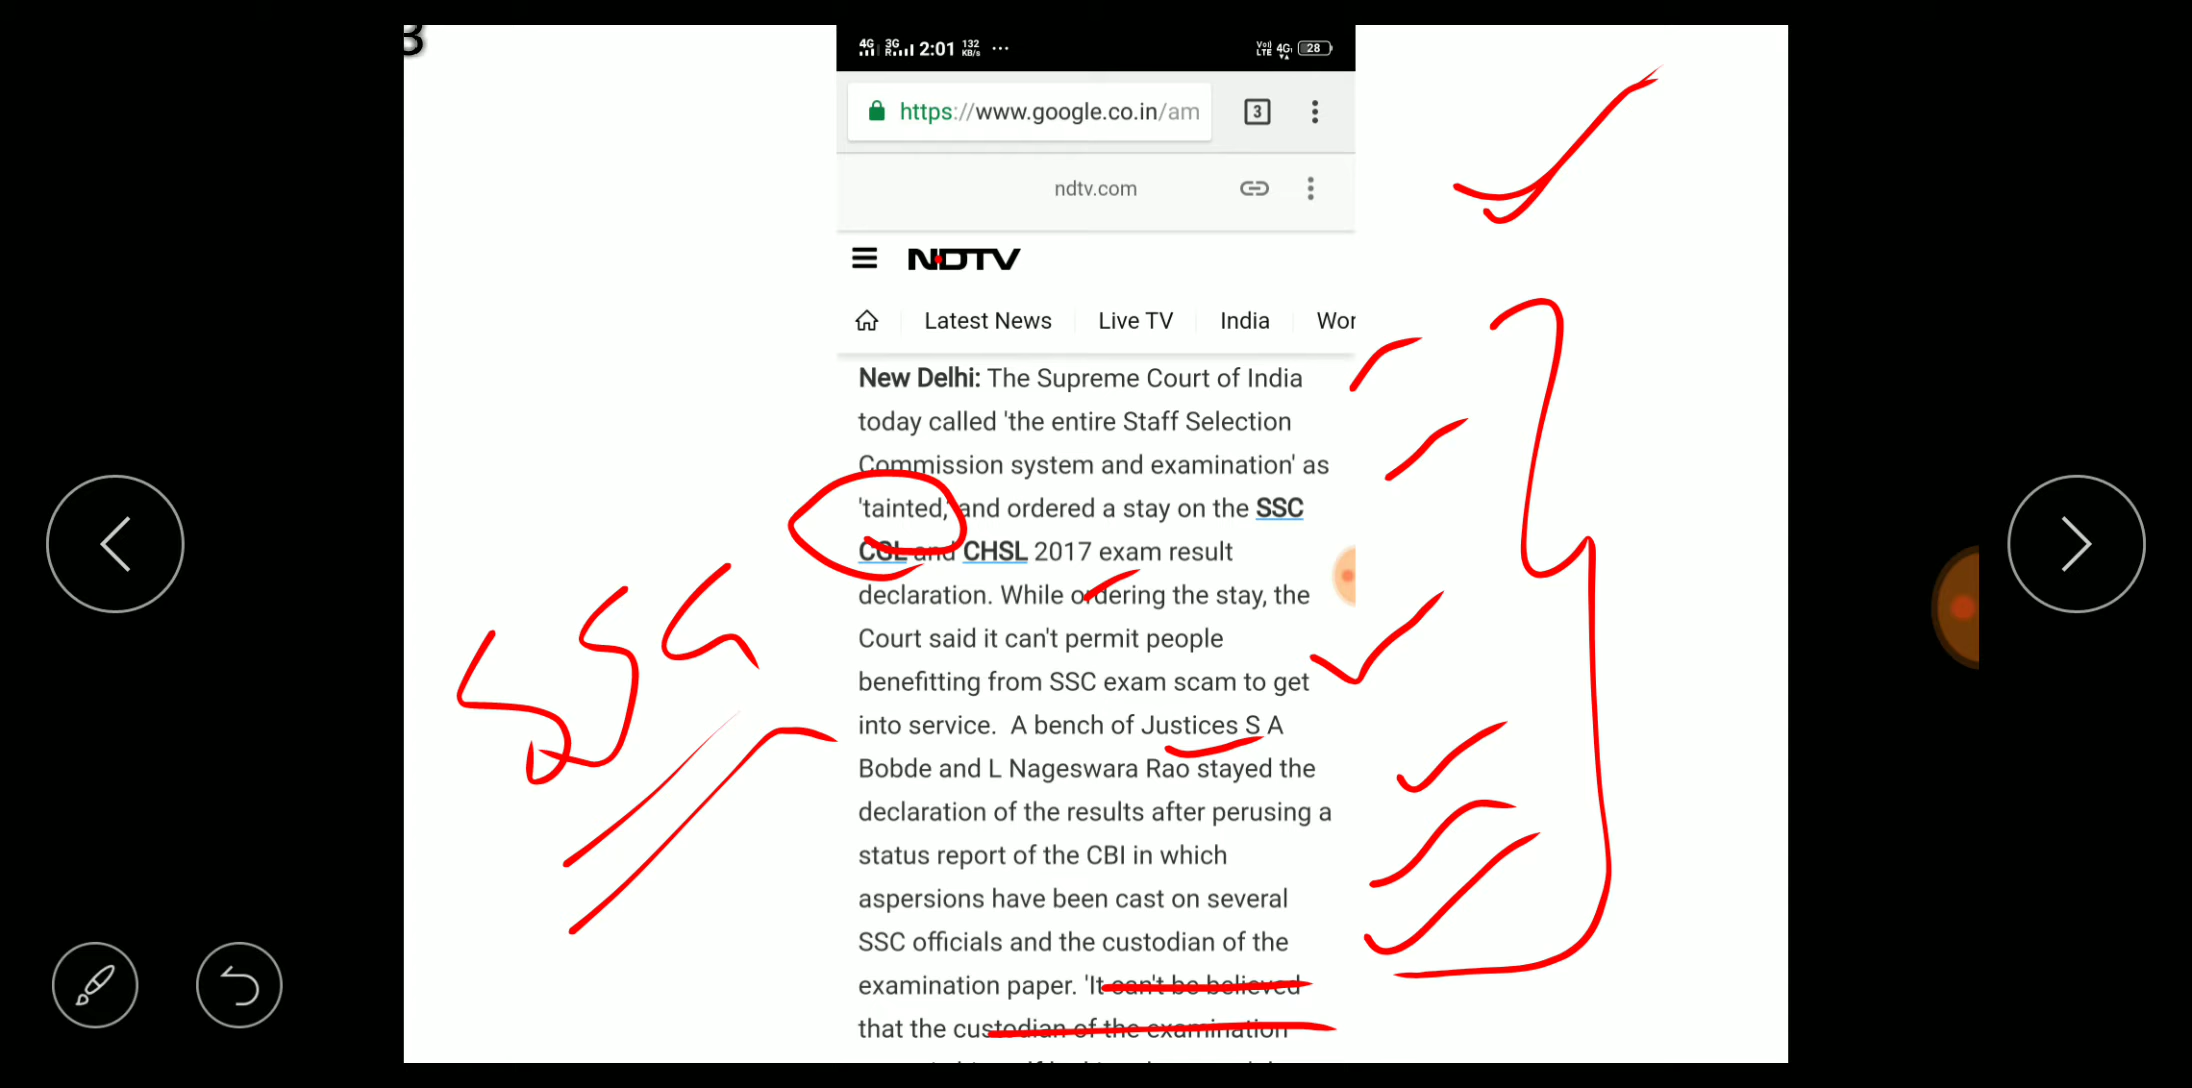 B
4G 3G R 2:01 132 KB/s ... VoLTE 4G 28
https://www.google.co.in/am 3
ndtv.com
NDTV
Latest News Live TV India Wor
New Delhi: The Supreme Court of India
today called 'the entire Staff Selection
Commission system and examination' as
'tainted,' and ordered a stay on the SSC
CGL and CHSL 2017 exam result
declaration. While ordering the stay, the
Court said it can't permit people
benefitting from SSC exam scam to get
into service. A bench of Justices S A
Bobde and L Nageswara Rao stayed the
declaration of the results after perusing a
status report of the CBI in which
aspersions have been cast on several
SSC officials and the custodian of the
examination paper. 'It can't be believed
that the custodian of the examination
SSC